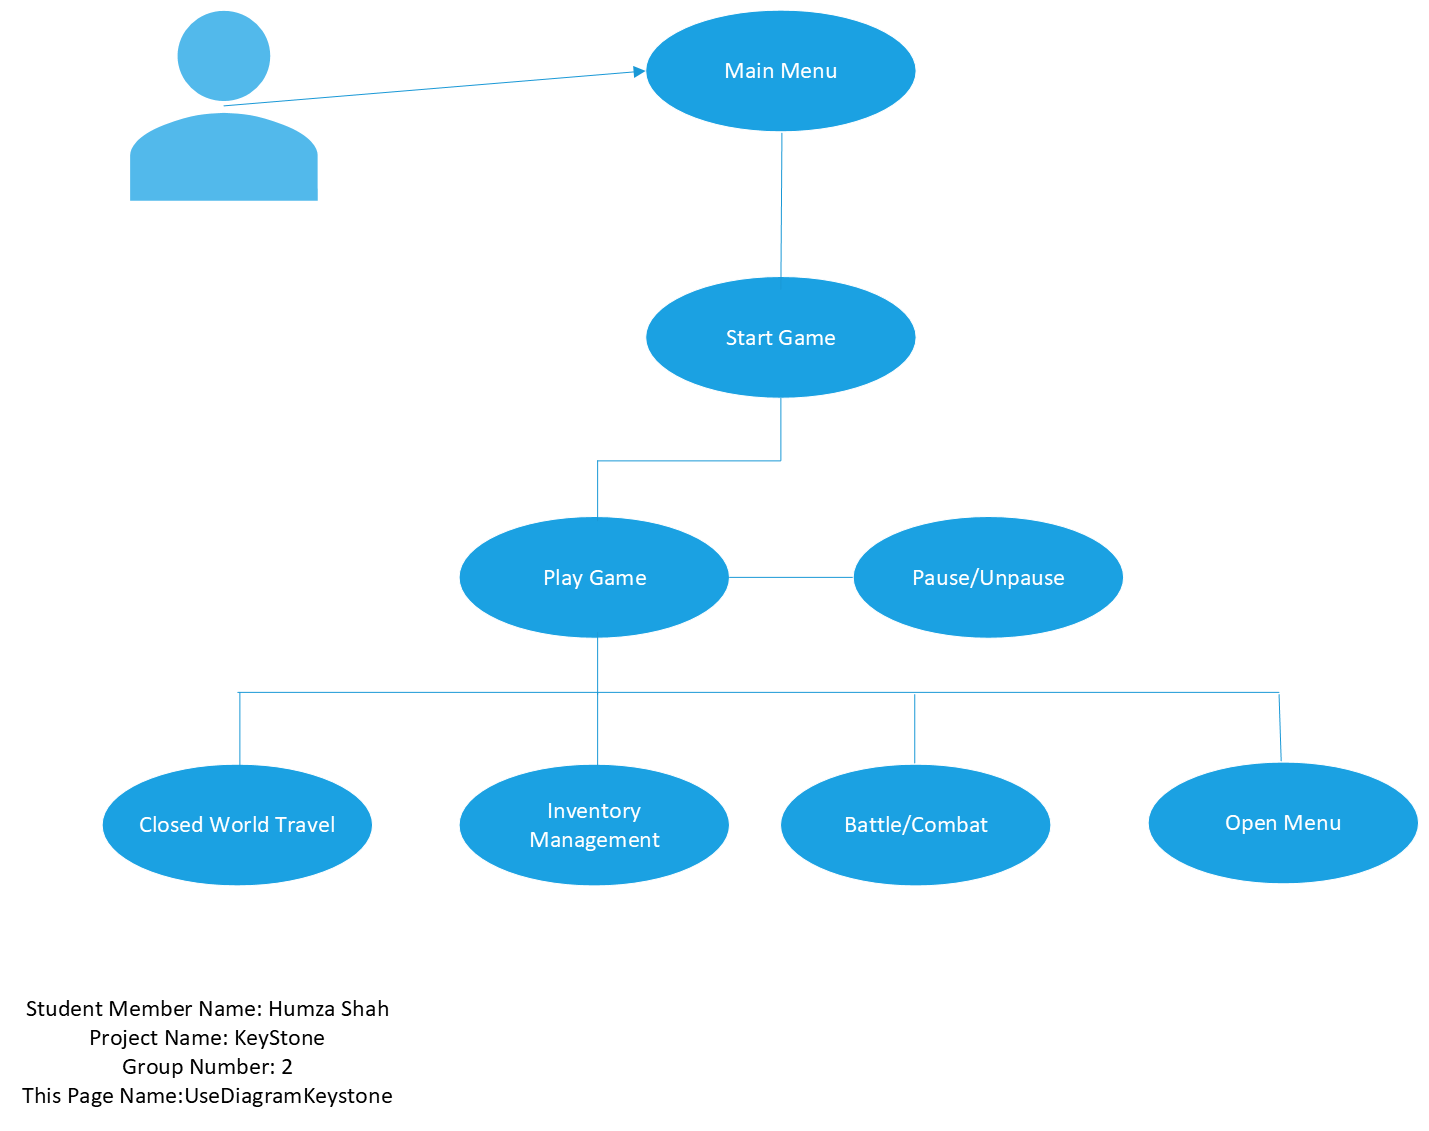 Main Menu
Start Game
Play Game
Pause/Unpause
Closed World Travel
Inventory
Management
Battle/Combat
Open Menu
Student Member Name: Humza Shah
Project Name: KeyStone
Group Number: 2
This Page Name:UseDiagramKeystone